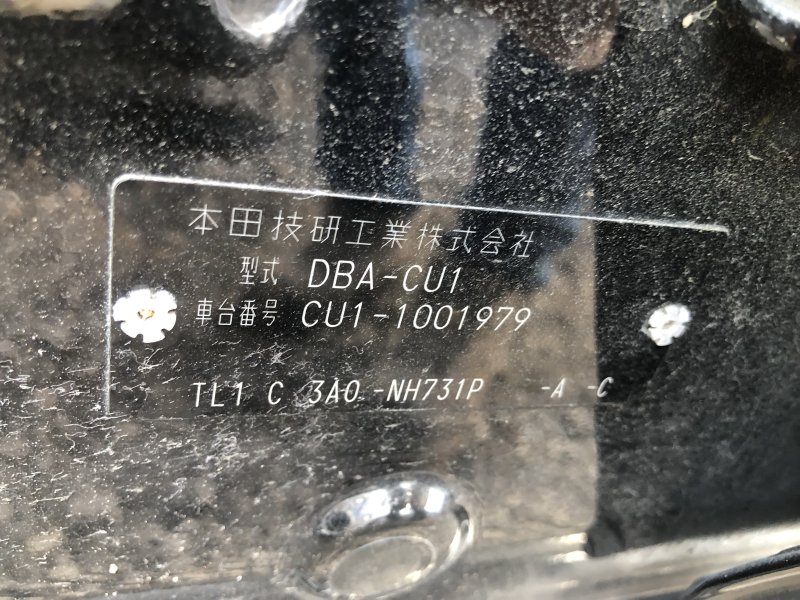 本田技研工業株式会社
型式 DBA-CU1
車台番号 CU1-1001979
TL1 C 3A0 -NH731P -A -C